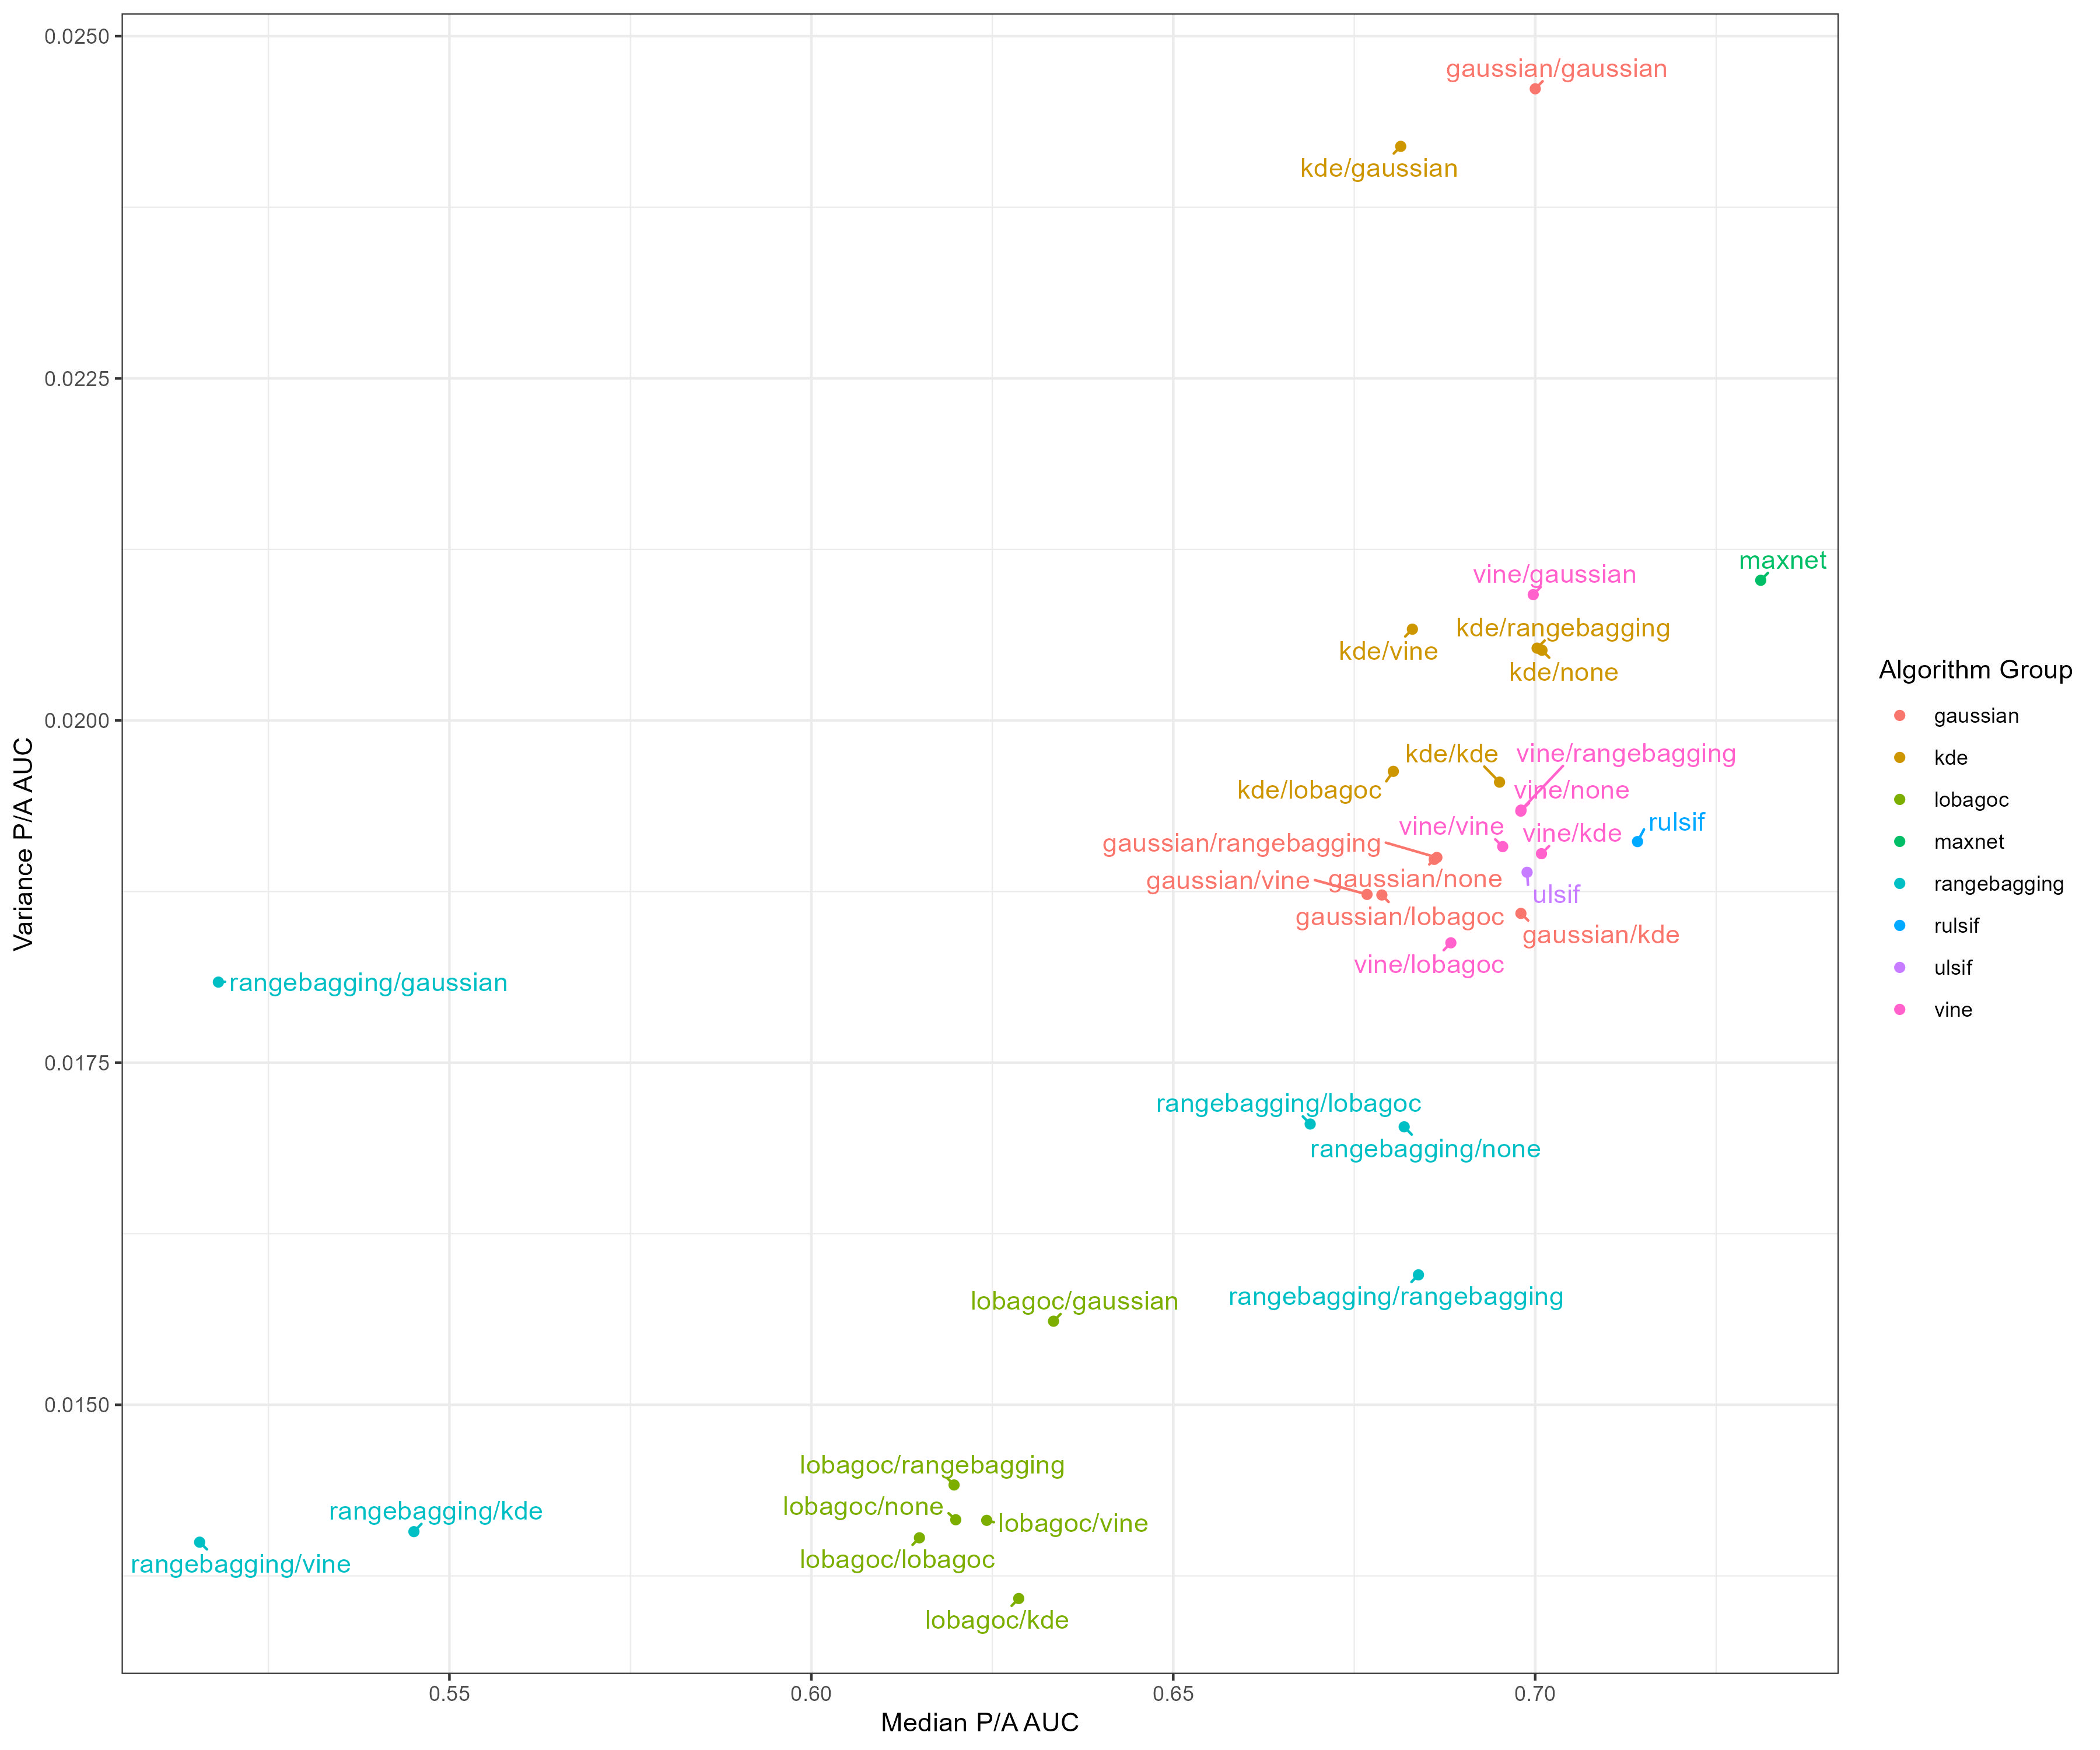 0.0250
gaussian/gaussian
kde/gaussian
0.0225
maxnet
vine/gaussian
kde/rangebagging
kde/vine
kde/none
0.0200
kde/kde
vine/rangebagging
kde/lobagoc
vine/none
rulsif
vine/vine
vine/kde
gaussian/rangebagging
gaussian/vine
gaussian/none
ulsif
gaussian/lobagoc
gaussian/kde
vine/lobagoc
rangebagging/gaussian
0.0175
rangebagging/lobagoc
rangebagging/none
rangebagging/rangebagging
lobagoc/gaussian
0.0150
lobagoc/rangebagging
lobagoc/none
rangebagging/kde
lobagoc/vine
lobagoc/lobagoc
rangebagging/vine
lobagoc/kde
0.55
0.60
0.65
0.70
Median P/A AUC
Variance P/A AUC
Algorithm Group
gaussian
kde
lobagoc
maxnet
rangebagging
rulsif
ulsif
vine